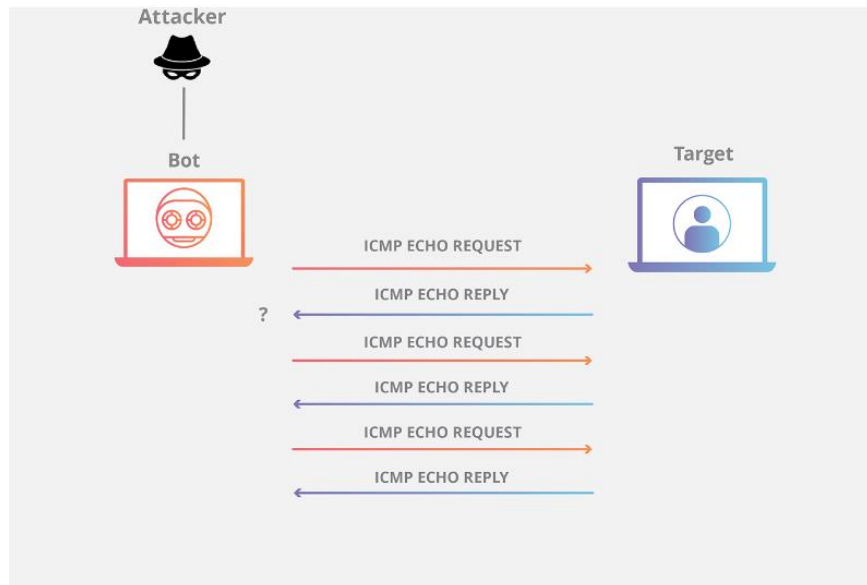 Attacker
Bot
Target
ICMP ECHO REQUEST
ICMP ECHO REPLY
?
ICMP ECHO REQUEST
ICMP ECHO REPLY
ICMP ECHO REQUEST
ICMP ECHO REPLY